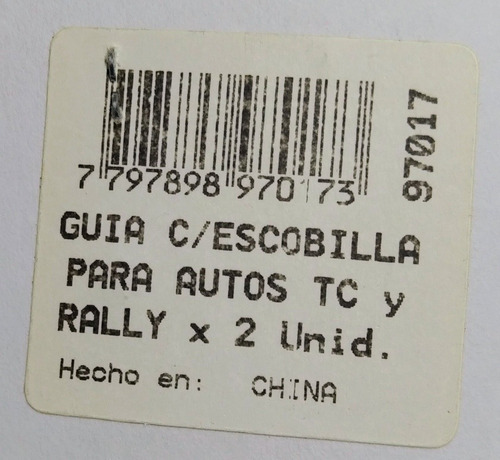 7 797898 970173
97017
GUIA C/ESCOBILLA
PARA AUTOS TC y
RALLY x 2 Unid.
Hecho en: CHINA